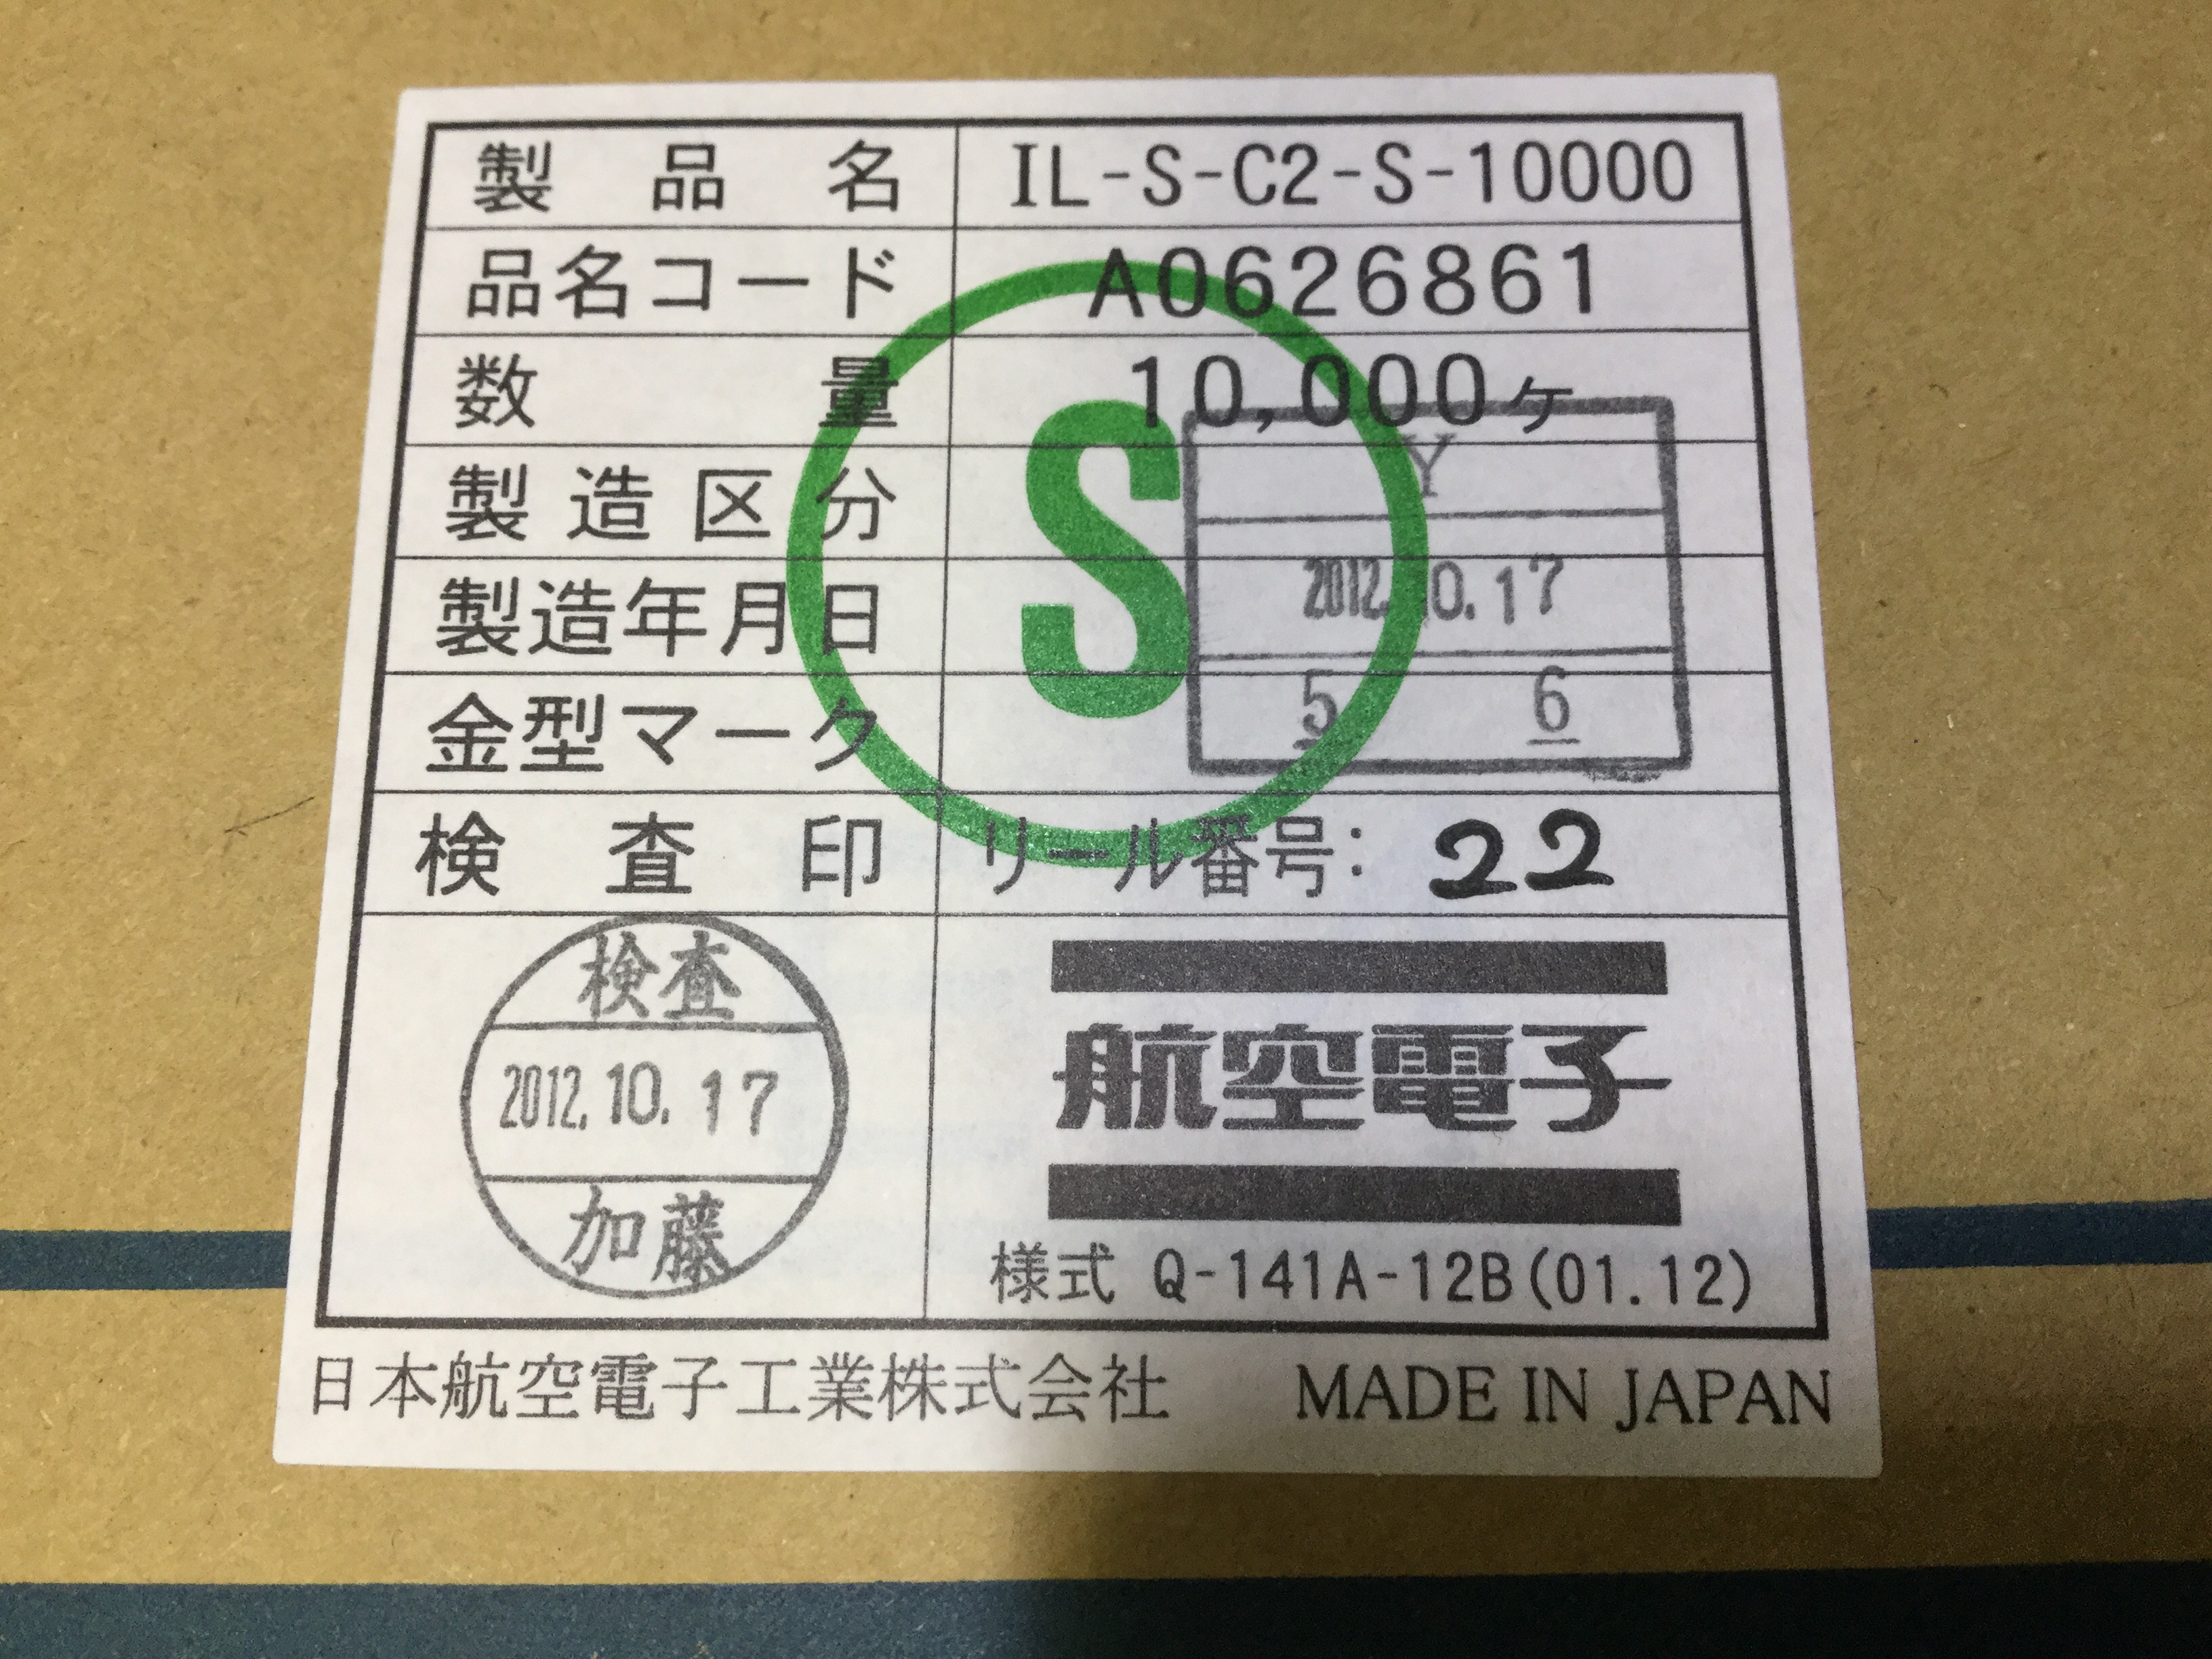 製品名 IL-S-C2-S-10000
品名コード A0626861
数量 10,000ヶ
製造区分 Y
製造年月日 2012.10.17
金型マーク 5 6
S
検査印 リール番号: 22
検査
2012.10.17
加藤
航空電子
様式 Q-141A-12B(01.12)
日本航空電子工業株式会社 MADE IN JAPAN